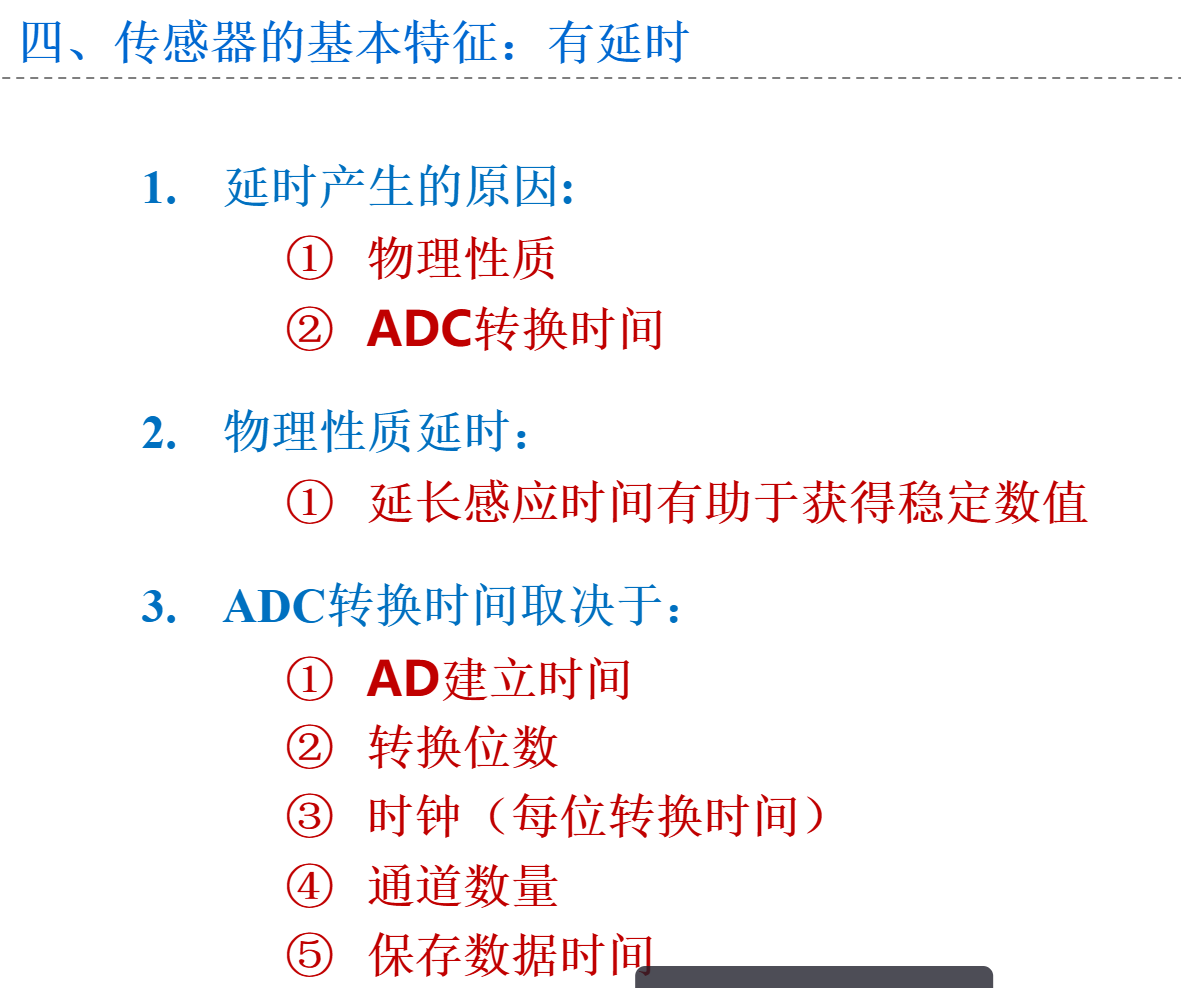 四、传感器的基本特征：有延时
1. 延时产生的原因:
① 物理性质
② ADC转换时间
2. 物理性质延时：
① 延长感应时间有助于获得稳定数值
3. ADC转换时间取决于：
① AD建立时间
② 转换位数
③ 时钟（每位转换时间）
④ 通道数量
⑤ 保存数据时间